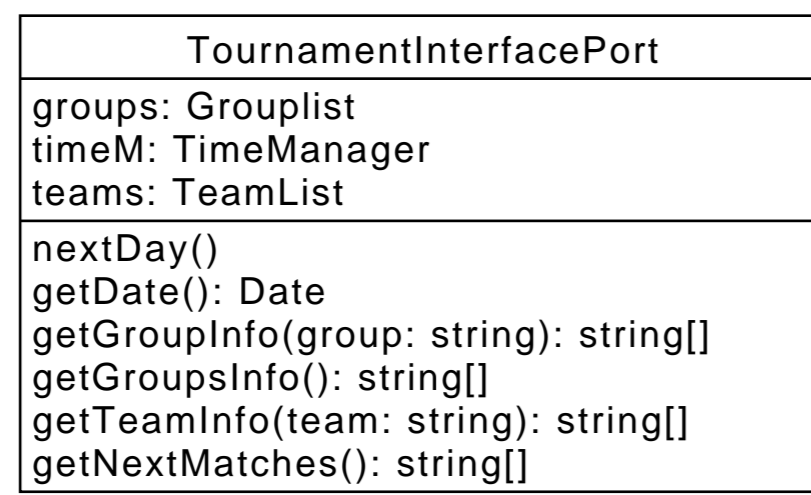 TournamentInterfacePort
groups: Grouplist
timeM: TimeManager
teams: TeamList
nextDay()
getDate(): Date
getGroupInfo(group: string): string[]
getGroupsInfo(): string[]
getTeamInfo(team: string): string[]
getNextMatches(): string[]